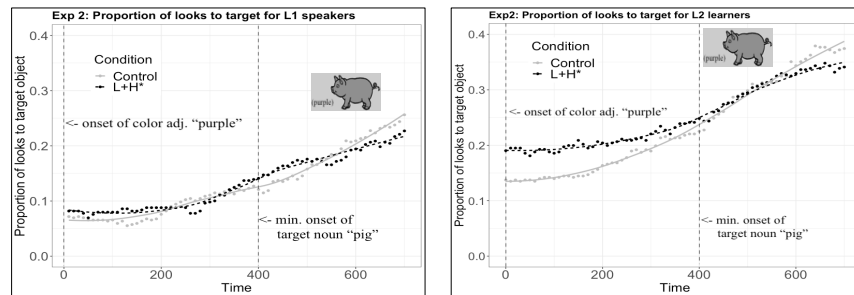 Exp 2: Proportion of looks to target for L1 speakers
Proportion of looks to target object
0.4
0.3
0.2
0.1
0.0
Condition
Control
L+H*
(purple)
<- onset of color adj. “purple”
<- min. onset of
target noun “pig”
0
200
400
600
Time
Exp2: Proportion of looks to target for L2 learners
Proportion of looks to target object
0.4
0.3
0.2
0.1
0.0
Condition
Control
L+H*
(purple)
<- onset of color adj. “purple”
<- min. onset of
target noun “pig”
0
200
400
600
Time